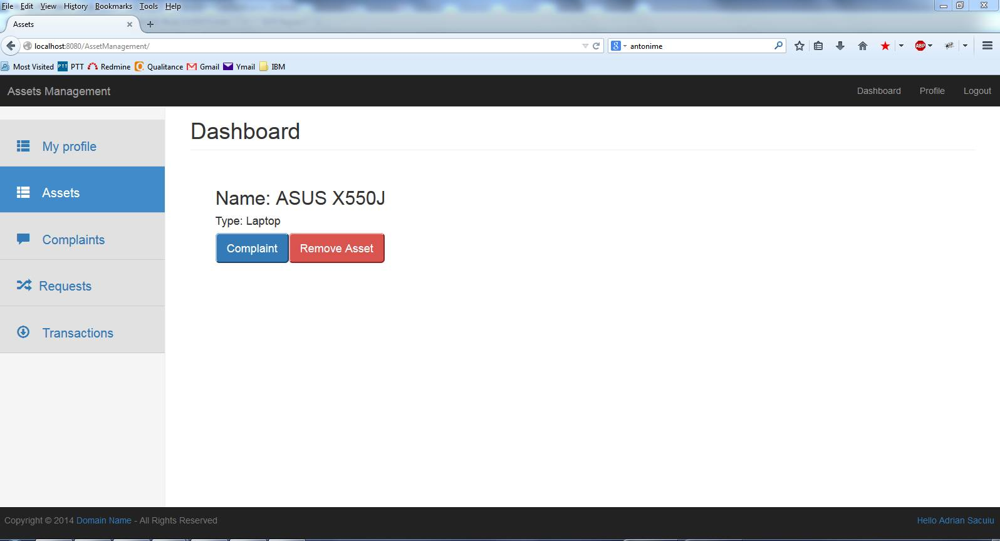 File Edit View History Bookmarks Tools Help
Assets
localhost:8080/AssetManagement/
antonime
ABP
Most Visited PTT PTT Redmine Qualitance Gmail Ymail IBM
Assets Management
Dashboard Profile Logout
My profile
Assets
Complaints
Requests
Transactions
Dashboard
Name: ASUS X550J
Type: Laptop
Complaint Remove Asset
Copyright © 2014 Domain Name - All Rights Reserved
Hello Adrian Sacuiu